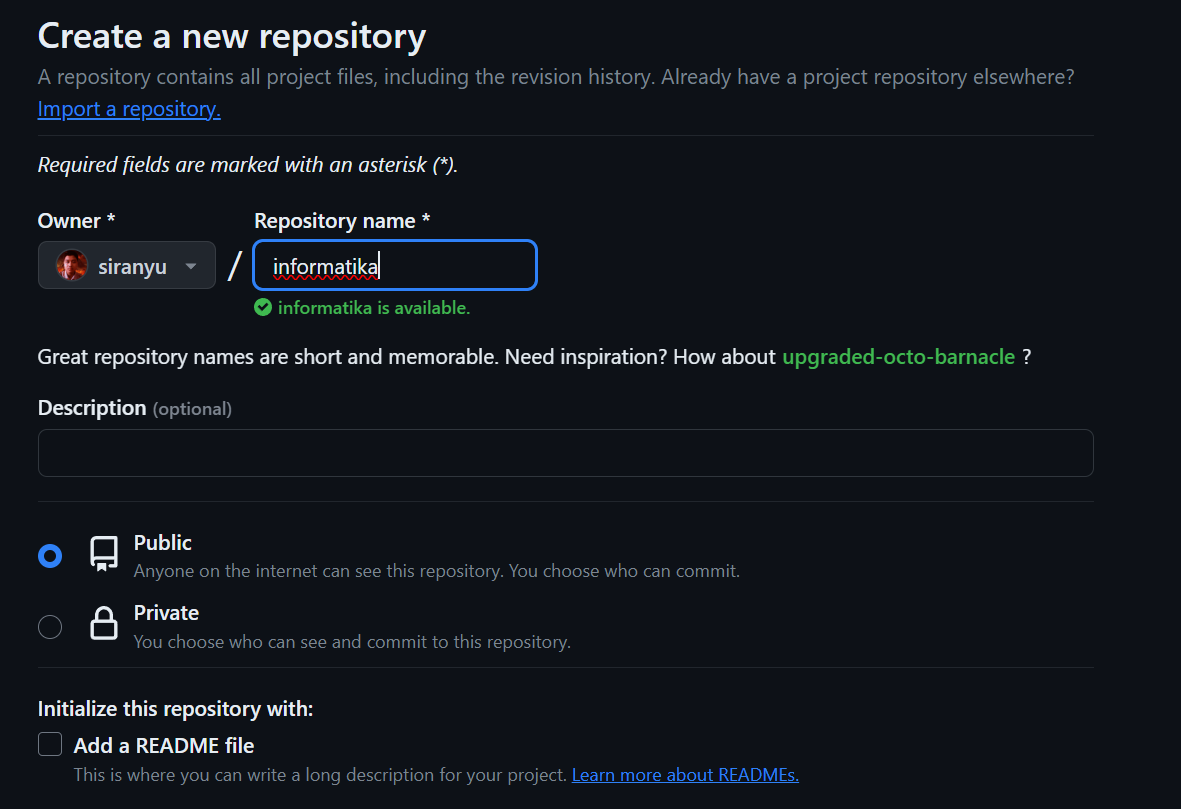 Create a new repository
A repository contains all project files, including the revision history. Already have a project repository elsewhere?
Import a repository.
Required fields are marked with an asterisk (*).
Owner * Repository name *
siranyu / informatika
informatika is available.
Great repository names are short and memorable. Need inspiration? How about upgraded-octo-barnacle ?
Description (optional)
Public
Anyone on the internet can see this repository. You choose who can commit.
Private
You choose who can see and commit to this repository.
Initialize this repository with:
Add a README file
This is where you can write a long description for your project. Learn more about READMEs.